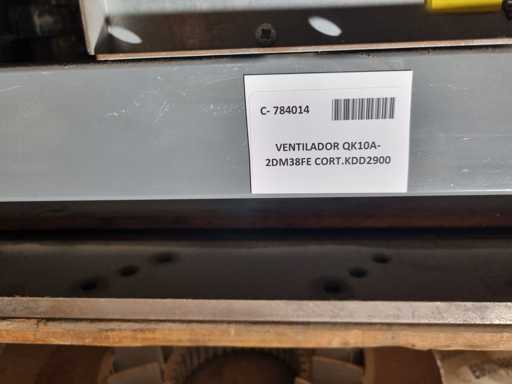 C- 784014
VENTILADOR QK10A-
2DM38FE CORT.KDD2900